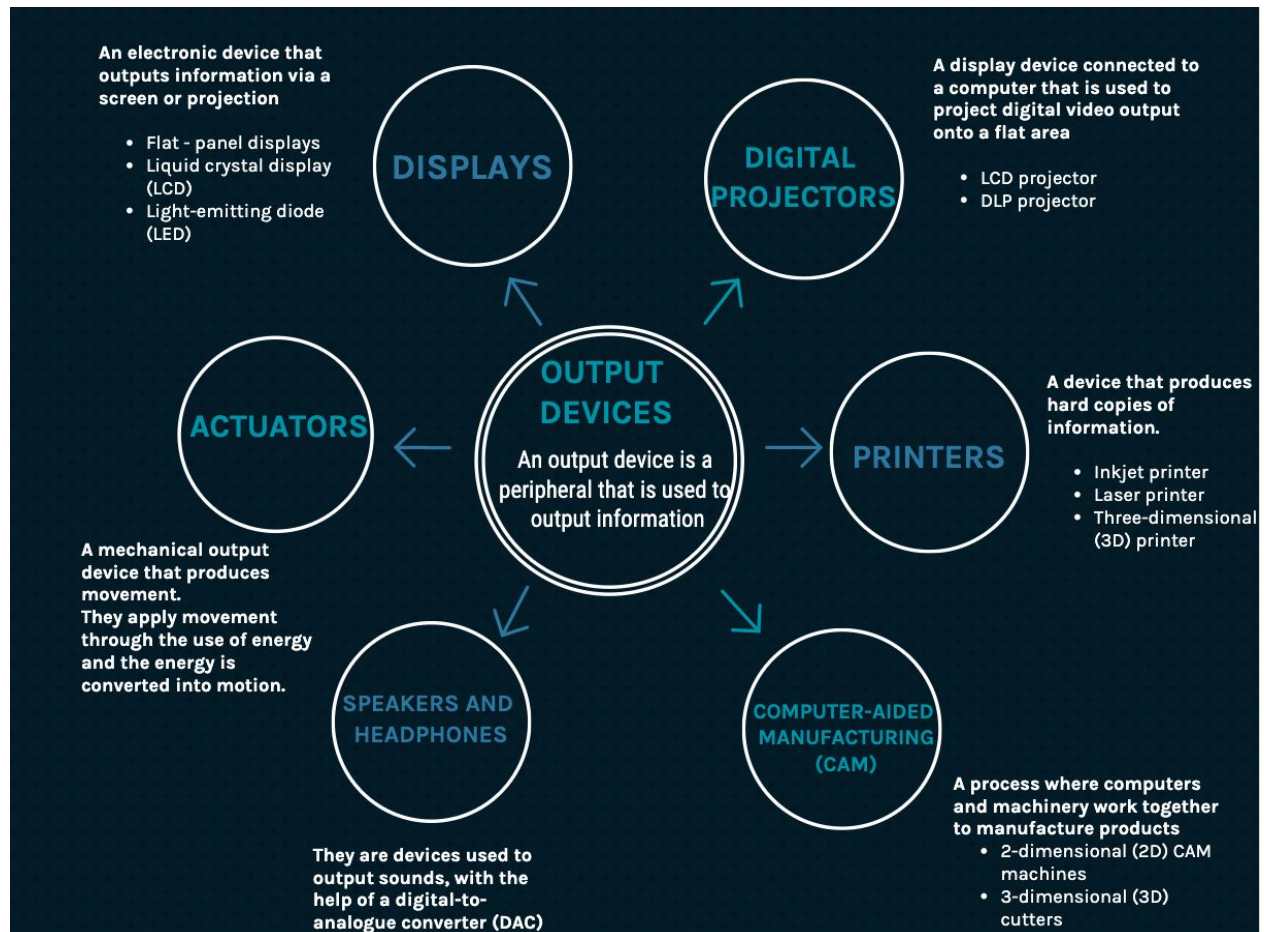 An electronic device that
outputs information via a
screen or projection
• Flat - panel displays
• Liquid crystal display
(LCD)
• Light-emitting diode
(LED)
DISPLAYS
DIGITAL
PROJECTORS
A display device connected to
a computer that is used to
project digital video output
onto a flat area
• LCD projector
• DLP projector
ACTUATORS
A mechanical output
device that produces
movement.
They apply movement
through the use of energy
and the energy is
converted into motion.
OUTPUT
DEVICES
An output device is a
peripheral that is used to
output information
PRINTERS
A device that produces
hard copies of
information.
• Inkjet printer
• Laser printer
• Three-dimensional
(3D) printer
SPEAKERS AND
HEADPHONES
They are devices used to
output sounds, with the
help of a digital-to-
analogue converter (DAC)
COMPUTER-AIDED
MANUFACTURING
(CAM)
A process where computers
and machinery work together
to manufacture products
• 2-dimensional (2D) CAM
machines
• 3-dimensional (3D)
cutters